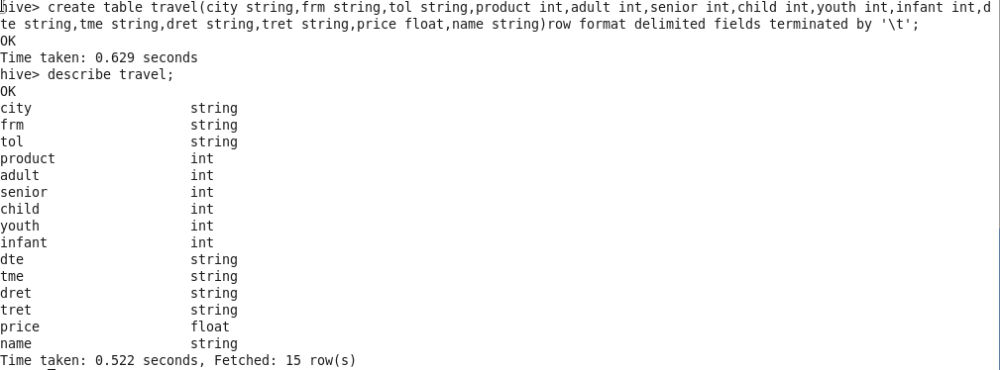 hive> create table travel(city string,frm string,tol string,product int,adult int,senior int,child int,youth int,infant int,d
te string,tme string,dret string,tret string,price float,name string)row format delimited fields terminated by '\t';
OK
Time taken: 0.629 seconds
hive> describe travel;
OK
city                    string
frm                     string
tol                     string
product                 int
adult                   int
senior                  int
child                   int
youth                   int
infant                  int
dte                     string
tme                     string
dret                    string
tret                    string
price                   float
name                    string
Time taken: 0.522 seconds, Fetched: 15 row(s)